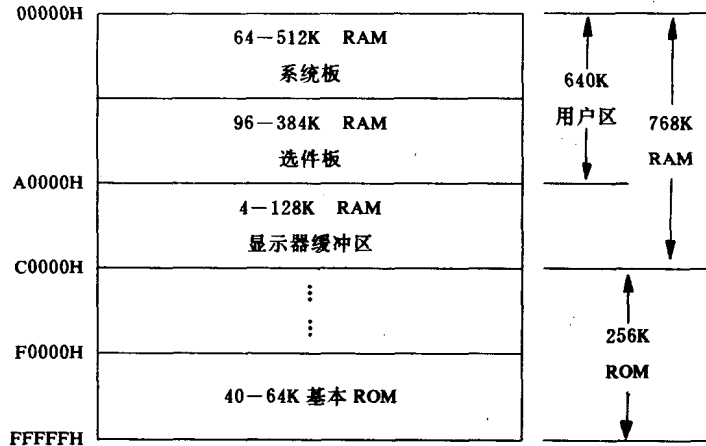 00000H
64－512K RAM
系统板
96－384K RAM
选件板
A0000H
4－128K RAM
显示器缓冲区
C0000H
⋮
F0000H
40－64K 基本 ROM
FFFFFH
640K
用户区
768K
RAM
256K
ROM